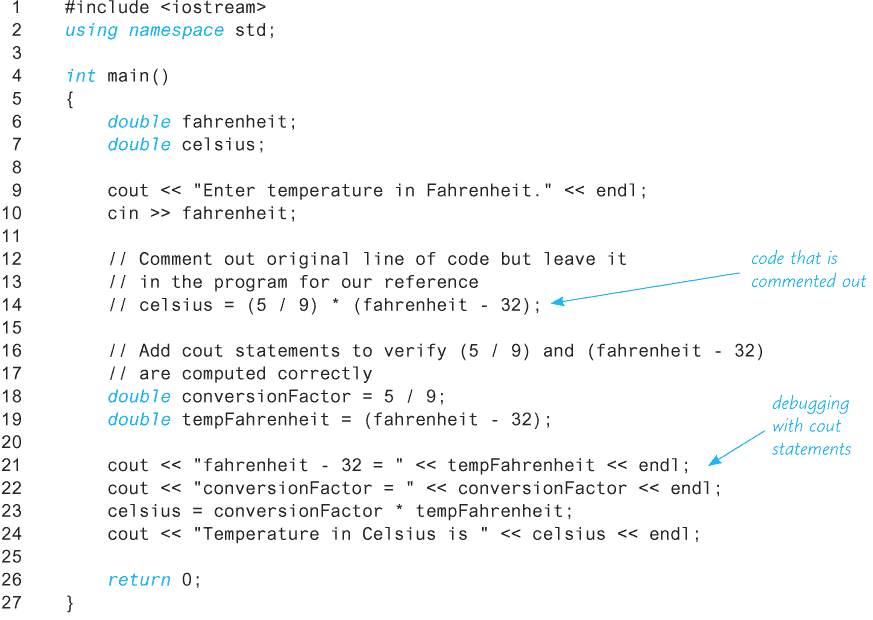 1 #include <iostream>
2 using namespace std;
3
4 int main()
5 {
6 double fahrenheit;
7 double celsius;
8
9 cout << "Enter temperature in Fahrenheit." << endl;
10 cin >> fahrenheit;
11
12 // Comment out original line of code but leave it
13 // in the program for our reference
14 // celsius = (5 / 9) * (fahrenheit - 32);
code that is
commented out
15
16 // Add cout statements to verify (5 / 9) and (fahrenheit - 32)
17 // are computed correctly
18 double conversionFactor = 5 / 9;
19 double tempFahrenheit = (fahrenheit - 32);
20
21 cout << "fahrenheit - 32 = " << tempFahrenheit << endl;
debugging
with cout
statements
22 cout << "conversionFactor = " << conversionFactor << endl;
23 celsius = conversionFactor * tempFahrenheit;
24 cout << "Temperature in Celsius is " << celsius << endl;
25
26 return 0;
27 }